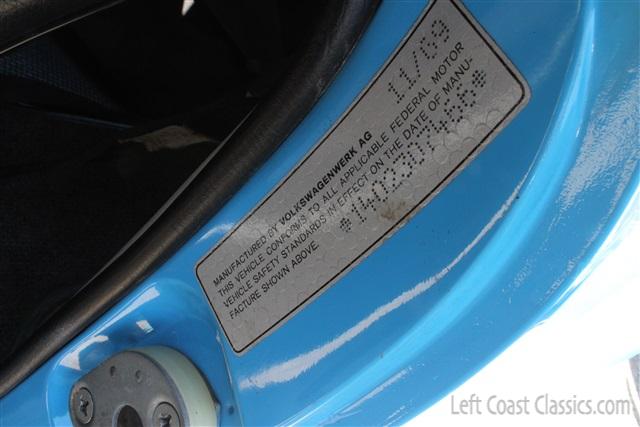 MANUFACTURED BY VOLKSWAGENWERK AG 11/69
THIS VEHICLE CONFORMS TO ALL APPLICABLE FEDERAL MOTOR
VEHICLE SAFETY STANDARDS IN EFFECT ON THE DATE OF MANU-
FACTURE SHOWN ABOVE.
Left Coast Classics.com